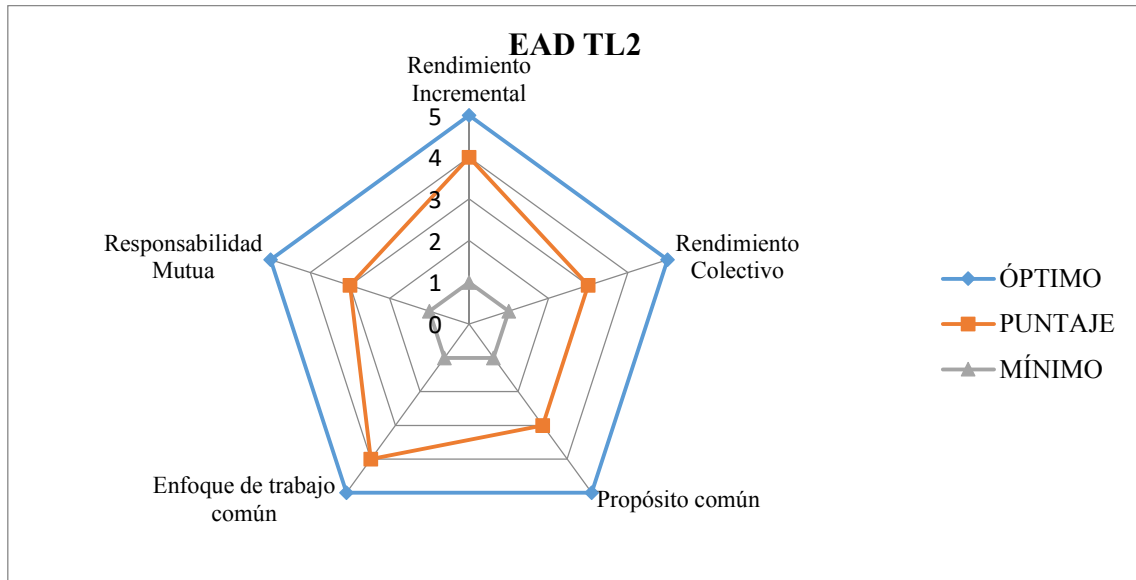 EAD TL2
Rendimiento
Incremental
5
4
3
2
1
0
Rendimiento
Colectivo
Propósito común
Enfoque de trabajo
común
Responsabilidad
Mutua
ÓPTIMO
PUNTAJE
MÍNIMO